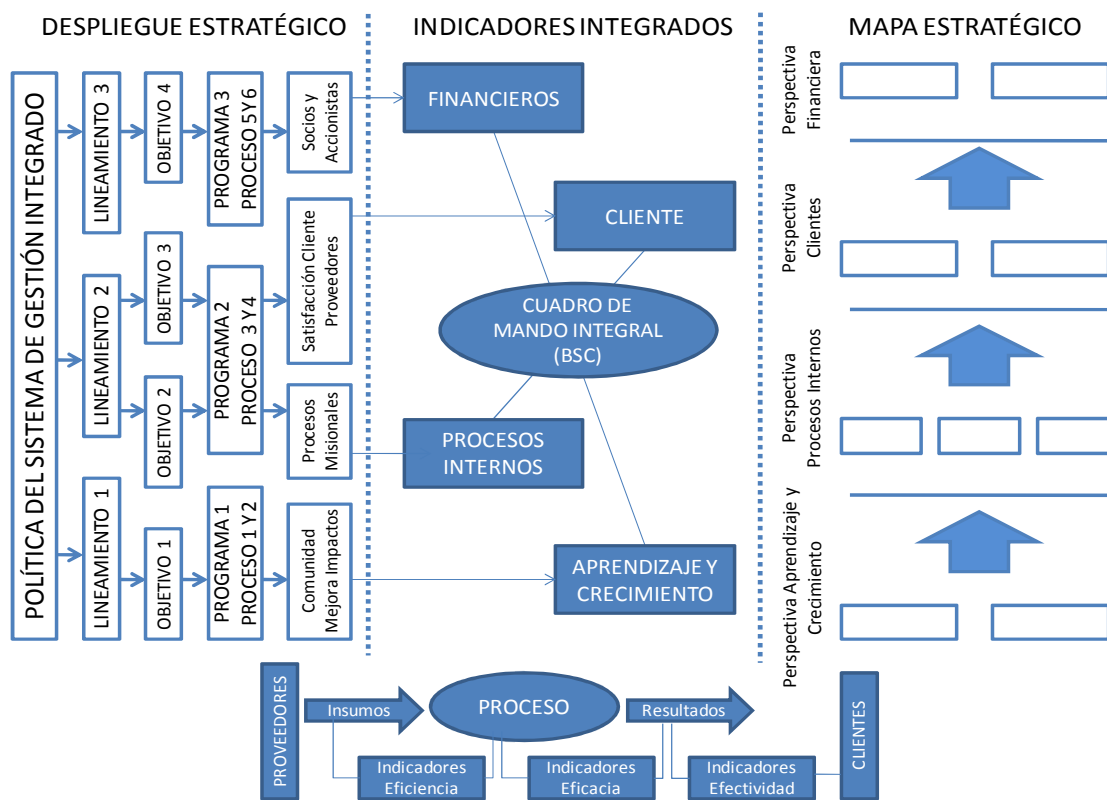 DESPLIEGUE ESTRATÉGICO
POLÍTICA DEL SISTEMA DE GESTIÓN INTEGRADO
LINEAMIENTO 3
OBJETIVO 4
PROGRAMA 3
PROCESO 5Y 6
Socios y
Accionistas
LINEAMIENTO 2
OBJETIVO 3
OBJETIVO 2
PROGRAMA 2
PROCESO 3 Y 4
Satisfacción Cliente
Proveedores
Procesos
Misionales
LINEAMIENTO 1
OBJETIVO 1
PROGRAMA 1
PROCESO 1 Y 2
Comunidad
Mejora Impactos
INDICADORES INTEGRADOS
FINANCIEROS
CLIENTE
CUADRO DE
MANDO INTEGRAL
(BSC)
PROCESOS
INTERNOS
APRENDIZAJE Y
CRECIMIENTO
MAPA ESTRATÉGICO
Perspectiva
Financiera
Perspectiva
Clientes
Perspectiva
Procesos Internos
Perspectiva Aprendizaje y
Crecimiento
PROVEEDORES
Insumos
PROCESO
Resultados
CLIENTES
Indicadores
Eficiencia
Indicadores
Eficacia
Indicadores
Efectividad